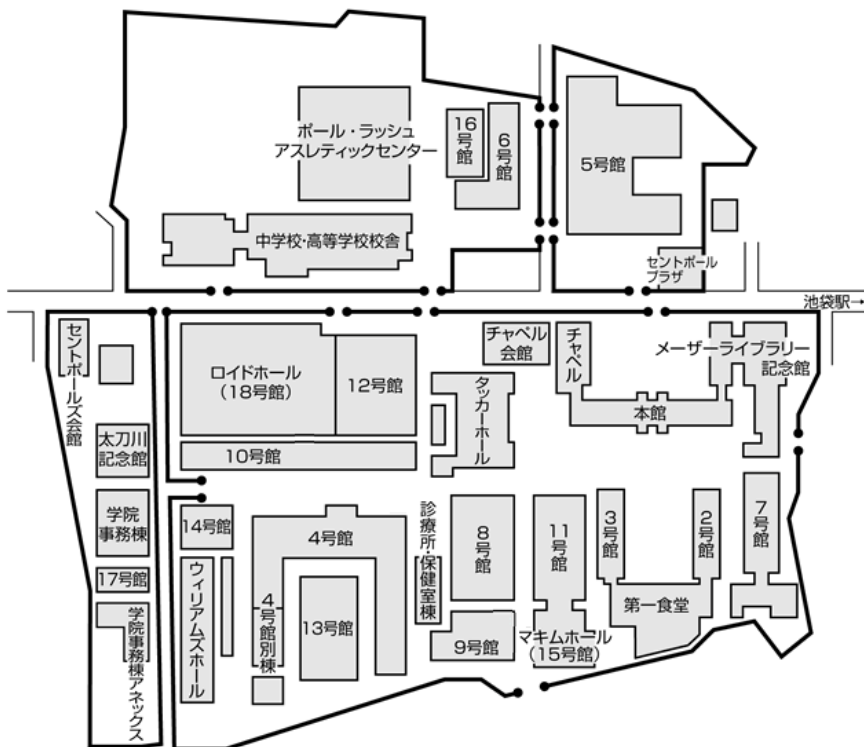 ポール・ラッシュ
アスレティックセンター
16号館
6号館
5号館
中学校・高等学校校舎
セントポール
プラザ
池袋駅→
セントポールズ会館
ロイドホール
(18号館)
12号館
チャペル
会館
チャペル
メーザーライブラリー
記念館
本館
タッカーホール
太刀川
記念館
10号館
学院
事務棟
14号館
4号館
診療所・保健室棟
8号館
11号館
3号館
2号館
7号館
17号館
ウィリアムズホール
4号館別棟
13号館
第一食堂
学院事務棟アネックス
9号館
マキムホール
(15号館)